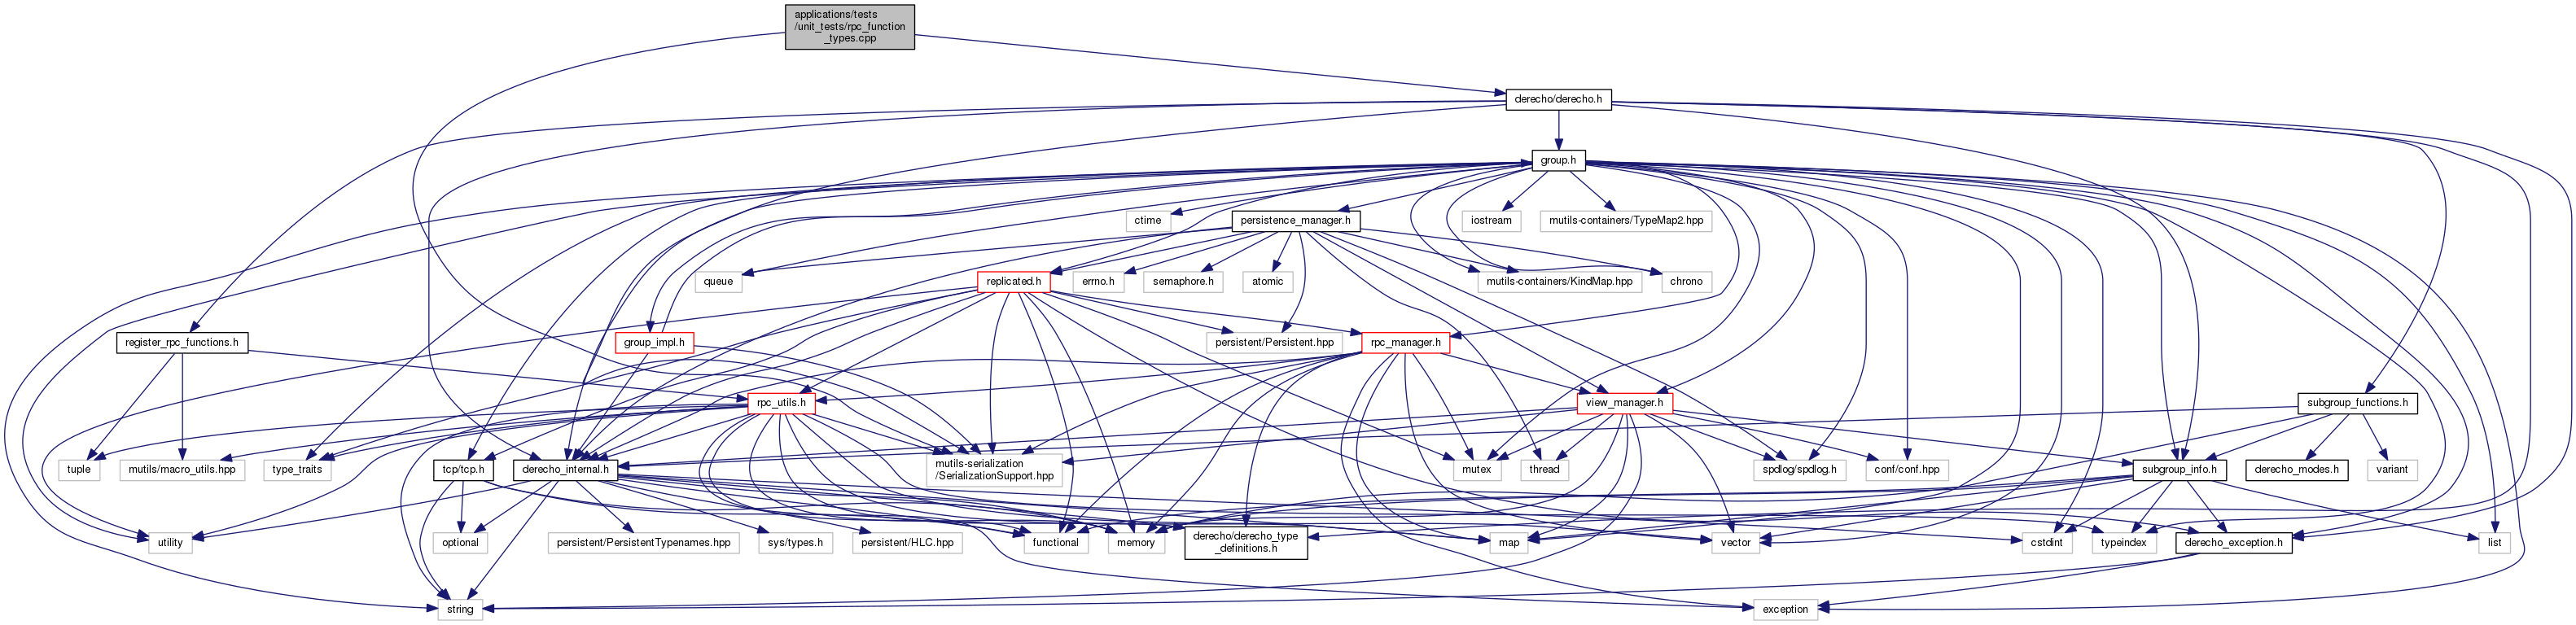 applications/tests
/unit_tests/rpc_function
_types.cpp
derecho/derecho.h
group.h
ctime
persistence_manager.h
iostream
mutils-containers/TypeMap2.hpp
queue
replicated.h
errno.h
semaphore.h
atomic
mutils-containers/KindMap.hpp
chrono
register_rpc_functions.h
group_impl.h
persistent/Persistent.hpp
rpc_manager.h
rpc_utils.h
view_manager.h
subgroup_functions.h
tuple
mutils/macro_utils.hpp
type_traits
tcp/tcp.h
derecho_internal.h
mutils-serialization
/SerializationSupport.hpp
mutex
thread
spdlog/spdlog.h
conf/conf.hpp
subgroup_info.h
derecho_modes.h
variant
utility
optional
persistent/PersistentTypenames.hpp
sys/types.h
persistent/HLC.hpp
functional
memory
derecho/derecho_type
_definitions.h
map
vector
cstdint
typeindex
derecho_exception.h
list
string
exception